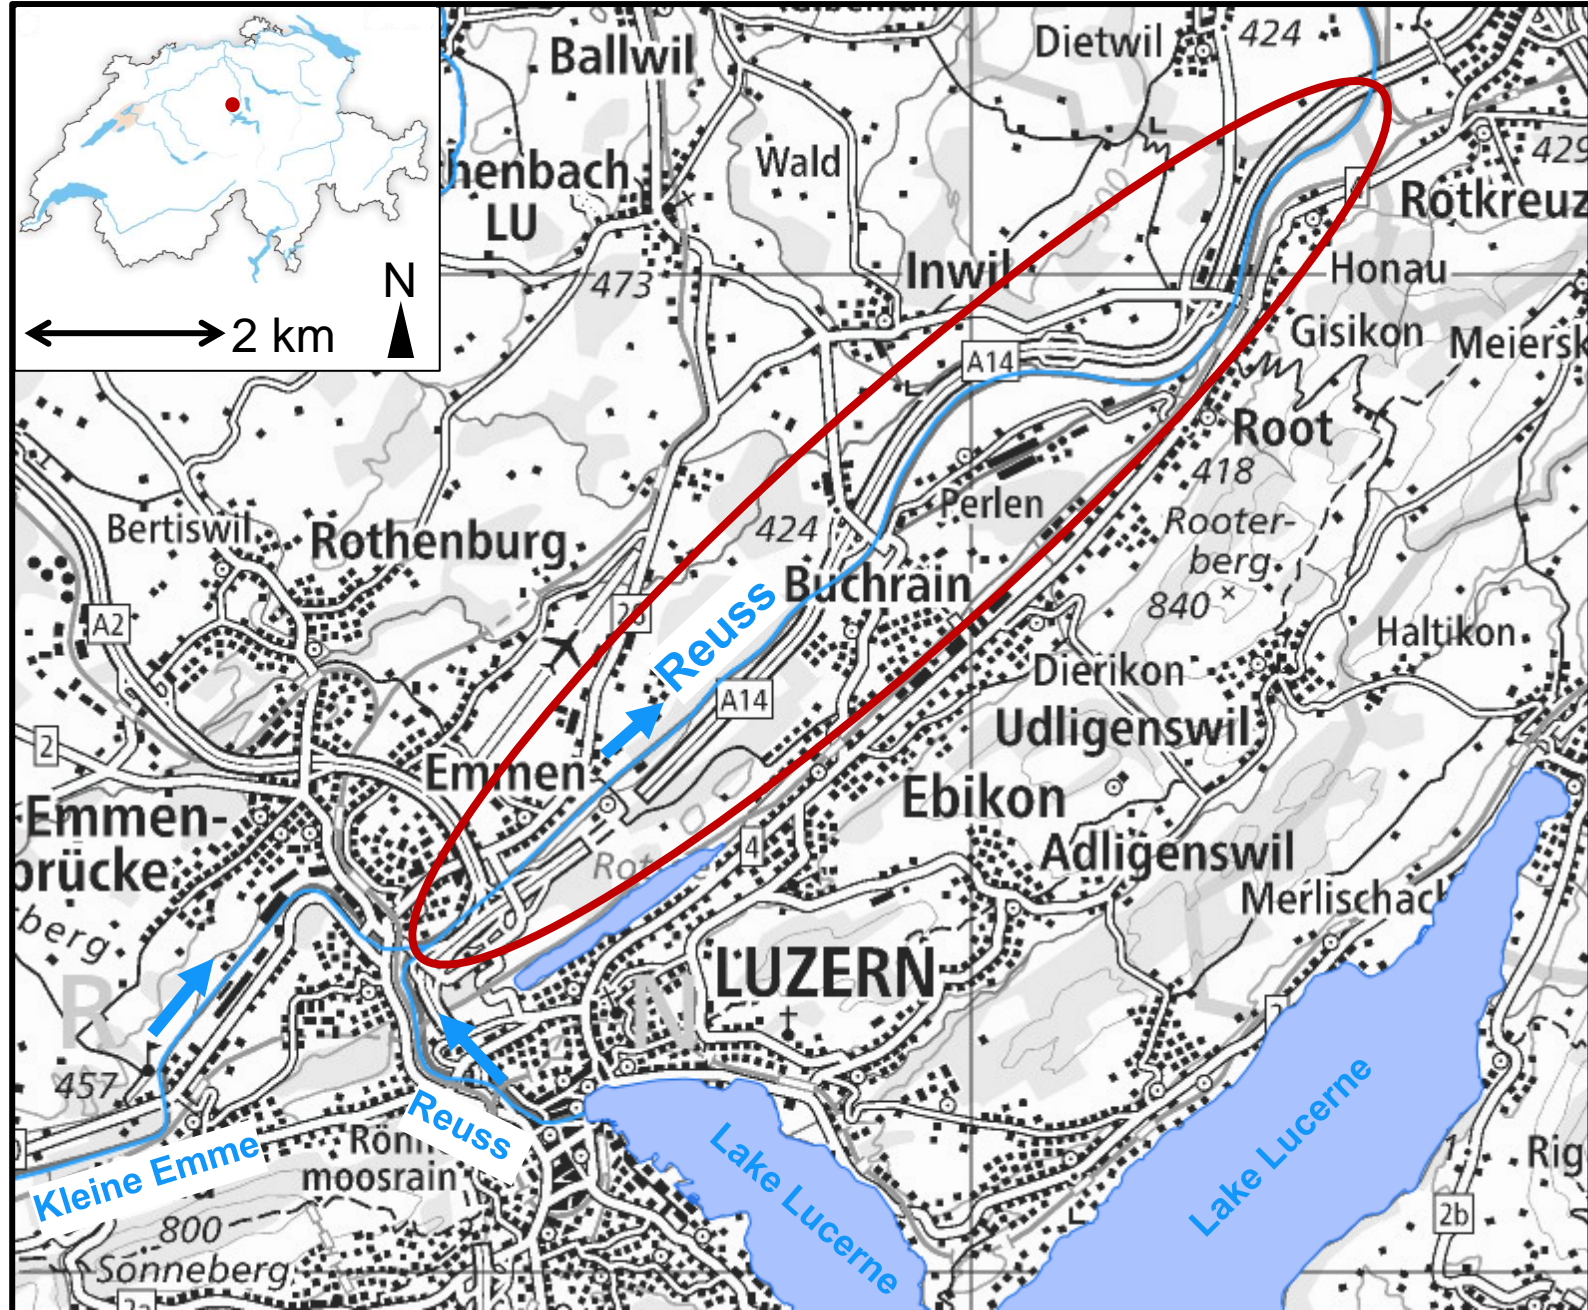 Ballwil
Dietwil
424
henbach
LU
Wald
429
Rotkreuz
N
2 km
473
Inwil
Honau
Gisikon
Meiersk
A14
Root
418
Bertiswil
Rothenburg
424
Perlen
Rooter-
berg
840
A2
26
Buchrain
Reuss
Haltikon
Dierikon
A14
Udligenswil
2
Emmen
Emmen-
brücke
Ebikon
4
Adligenswil
Merlischach
berg
R
LUZERN
N
2
457
Reuss
Lake Lucerne
Lake Lucerne
Kleine Emme
moosrain
Rig
2b
800
Sonneberg